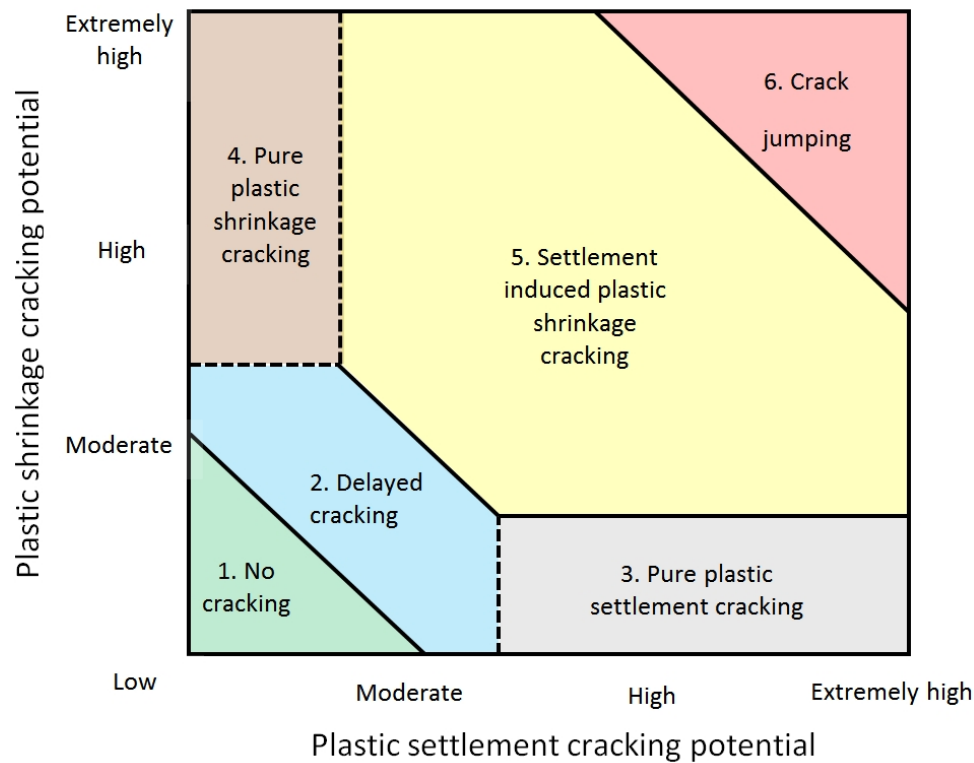 Extremely
high
High
Moderate
Low
Plastic shrinkage cracking potential
4. Pure
plastic
shrinkage
cracking
6. Crack
jumping
5. Settlement
induced plastic
shrinkage
cracking
2. Delayed
cracking
1. No
cracking
3. Pure plastic
settlement cracking
Moderate
High
Extremely high
Plastic settlement cracking potential